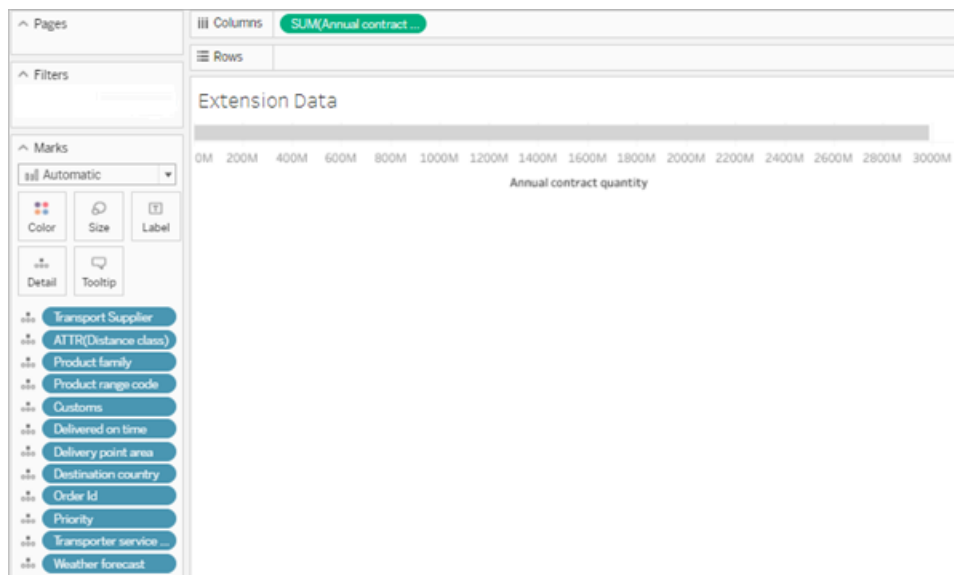 Pages
Columns
SUM(Annual contract ...
Rows
Filters
Extension Data
Marks
Automatic
Color
Size
Label
Detail
Tooltip
0M 200M 400M 600M 800M 1000M 1200M 1400M 1600M 1800M 2000M 2200M 2400M 2600M 2800M 3000M
Annual contract quantity
Transport Supplier
ATTR(Distance class)
Product family
Product range code
Customs
Delivered on time
Delivery point area
Destination country
Order Id
Priority
Transporter service ...
Weather forecast